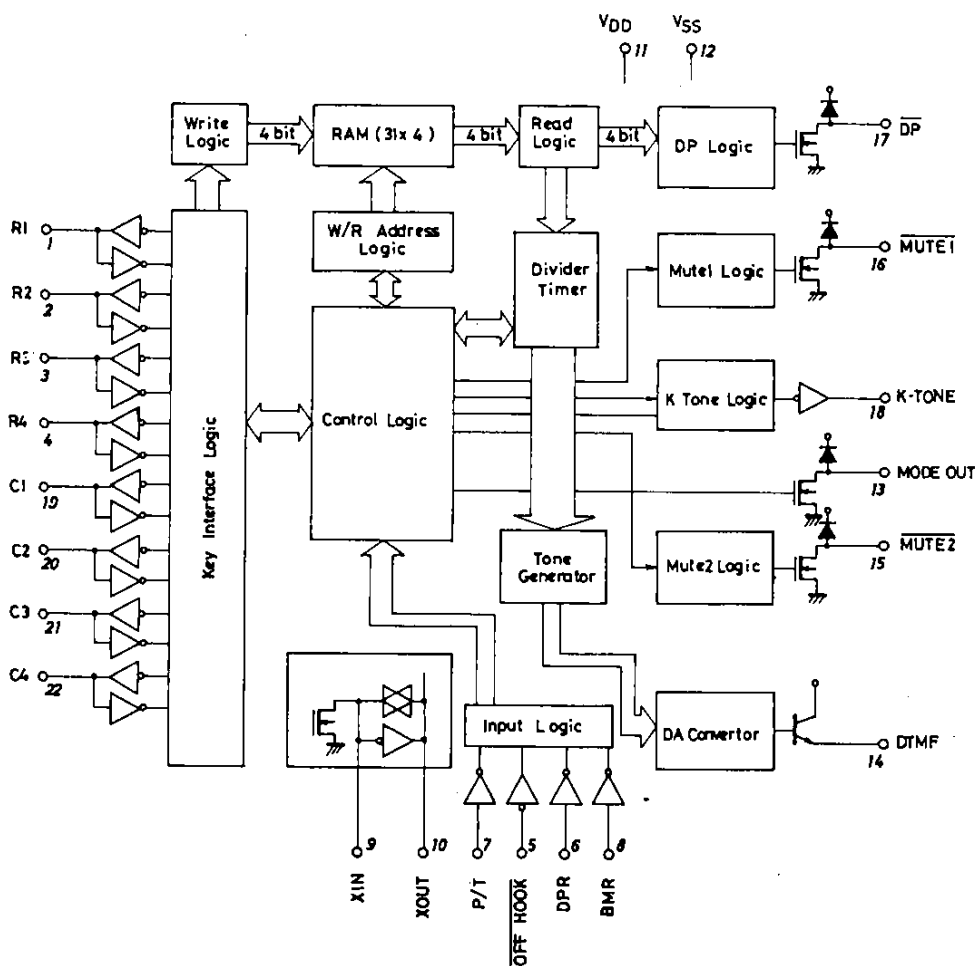 VDD
11
VSS
12
Write
Logic
4 bit
RAM (31x 4)
4 bit
Read
Logic
4 bit
DP Logic
DP
17
R1
1
W/R Address
Logic
Divider
Timer
Mute1 Logic
MUTE1
16
R2
2
R3
3
R4
4
Control Logic
K Tone Logic
K-TONE
18
C1
19
Key Interface Logic
MODE OUT
13
C2
20
Tone
Generator
Mute2 Logic
MUTE2
15
C3
21
C4
22
Input Logic
DA Convertor
DTMF
14
9
10
7
5
6
8
XIN
XOUT
P/T
OFF HOOK
DPR
BMR